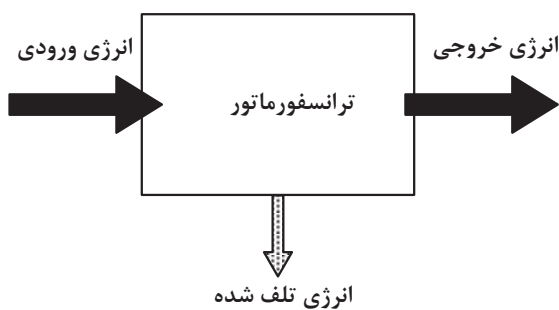 انرژی خروجی
انرژی ورودی
ترانسفورماتور
انرژی تلف شده